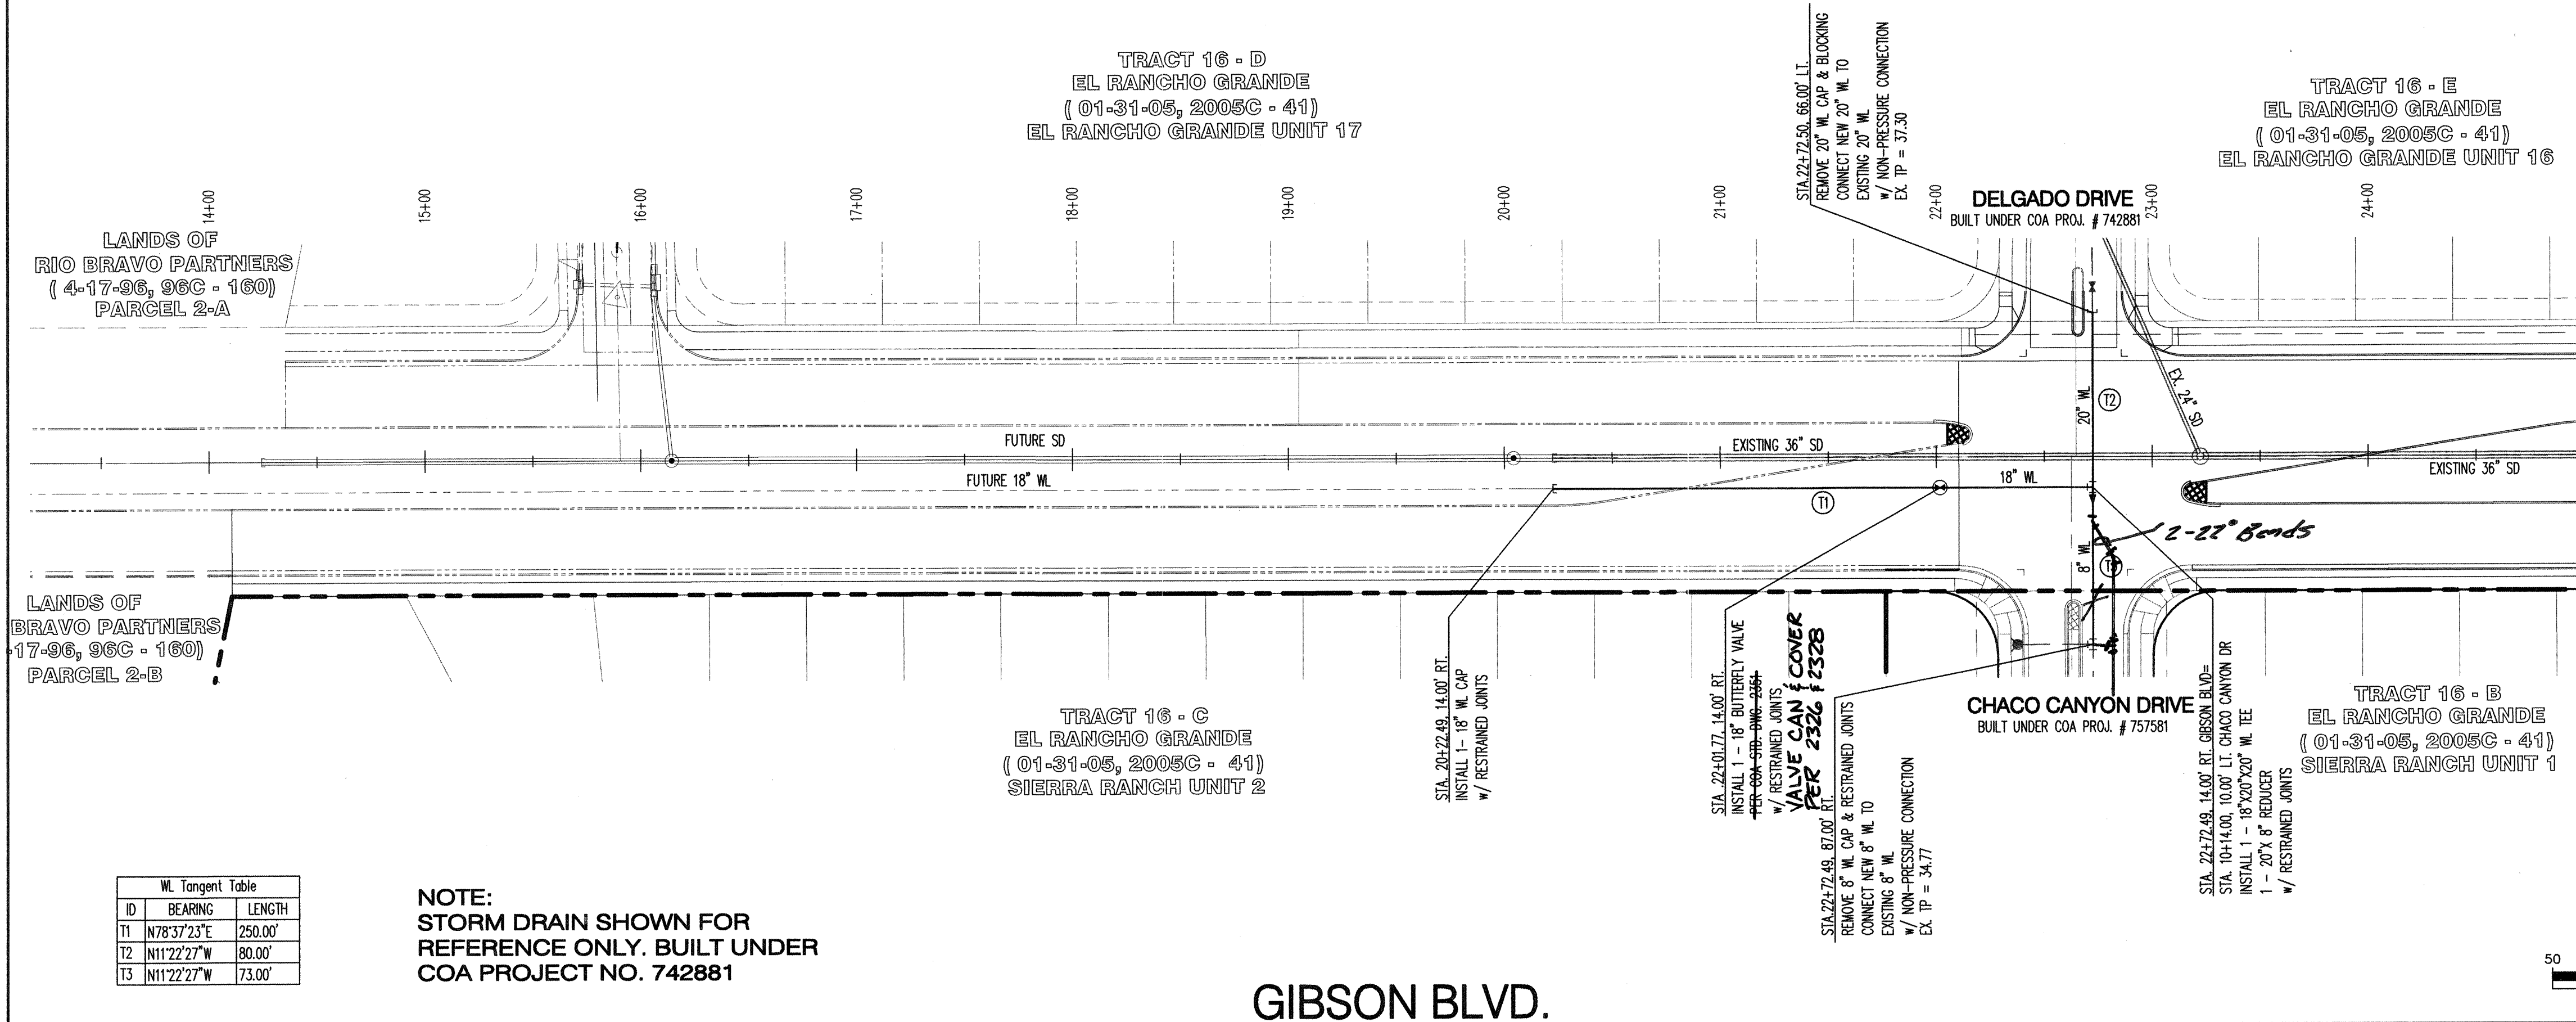 TRACT 16 - D
EL RANCHO GRANDE
( 01-31-05, 2005C - 41)
EL RANCHO GRANDE UNIT 17
STA.22+72.50, 66.00' LT.
REMOVE 20" WL CAP & BLOCKING
CONNECT NEW 20" WL TO
EXISTING 20" WL
w/ NON-PRESSURE CONNECTION
EX. TP = 37.30
TRACT 16 - E
EL RANCHO GRANDE
( 01-31-05, 2005C - 41)
EL RANCHO GRANDE UNIT 16
14+00
15+00
16+00
17+00
18+00
19+00
20+00
21+00
22+00
23+00
24+00
DELGADO DRIVE
BUILT UNDER COA PROJ. # 742881
LANDS OF
RIO BRAVO PARTNERS
( 4-17-96, 96C - 160)
PARCEL 2-A
EX. 24" SD
20" WL
T2
FUTURE SD
EXISTING 36" SD
EXISTING 36" SD
FUTURE 18" WL
18" WL
T1
2-22° Bends
8" WL
T3
LANDS OF
BRAVO PARTNERS
-17-96, 96C - 160)
PARCEL 2-B
STA. 20+22.49, 14.00' RT.
INSTALL 1- 18" WL CAP
w/ RESTRAINED JOINTS
STA .22+01.77, 14.00' RT.
INSTALL 1 - 18" BUTTERFLY VALVE
PER COA STD. DWG. 2351
w/ RESTRAINED JOINTS
VALVE CAN & COVER
PER 2326 & 2328
STA.22+72.49, 87.00' RT.
REMOVE 8" WL CAP & RESTRAINED JOINTS
CONNECT NEW 8" WL TO
EXISTING 8" WL
w/ NON-PRESSURE CONNECTION
EX. TP = 34.77
CHACO CANYON DRIVE
BUILT UNDER COA PROJ. # 757581
STA. 22+72.49, 14.00' RT. GIBSON BLVD=
STA. 10+14.00, 10.00' LT. CHACO CANYON DR
INSTALL 1 - 18"X20"X20" WL TEE
1 - 20"X 8" REDUCER
w/ RESTRAINED JOINTS
TRACT 16 - C
EL RANCHO GRANDE
( 01-31-05, 2005C - 41)
SIERRA RANCH UNIT 2
TRACT 16 - B
EL RANCHO GRANDE
( 01-31-05, 2005C - 41)
SIERRA RANCH UNIT 1
WL Tangent Table
ID BEARING LENGTH
T1 N78°37'23"E 250.00'
T2 N11°22'27"W 80.00'
T3 N11°22'27"W 73.00'
NOTE:
STORM DRAIN SHOWN FOR
REFERENCE ONLY. BUILT UNDER
COA PROJECT NO. 742881
GIBSON BLVD.
50